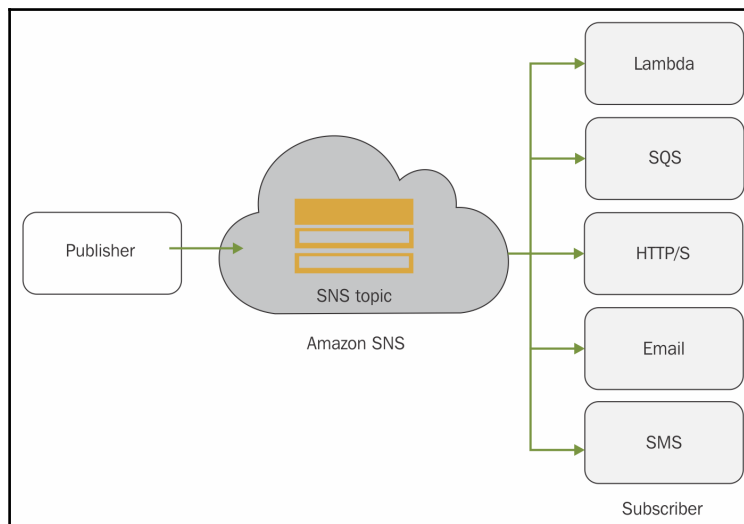 Publisher
SNS topic
Amazon SNS
Lambda
SQS
HTTP/S
Email
SMS
Subscriber